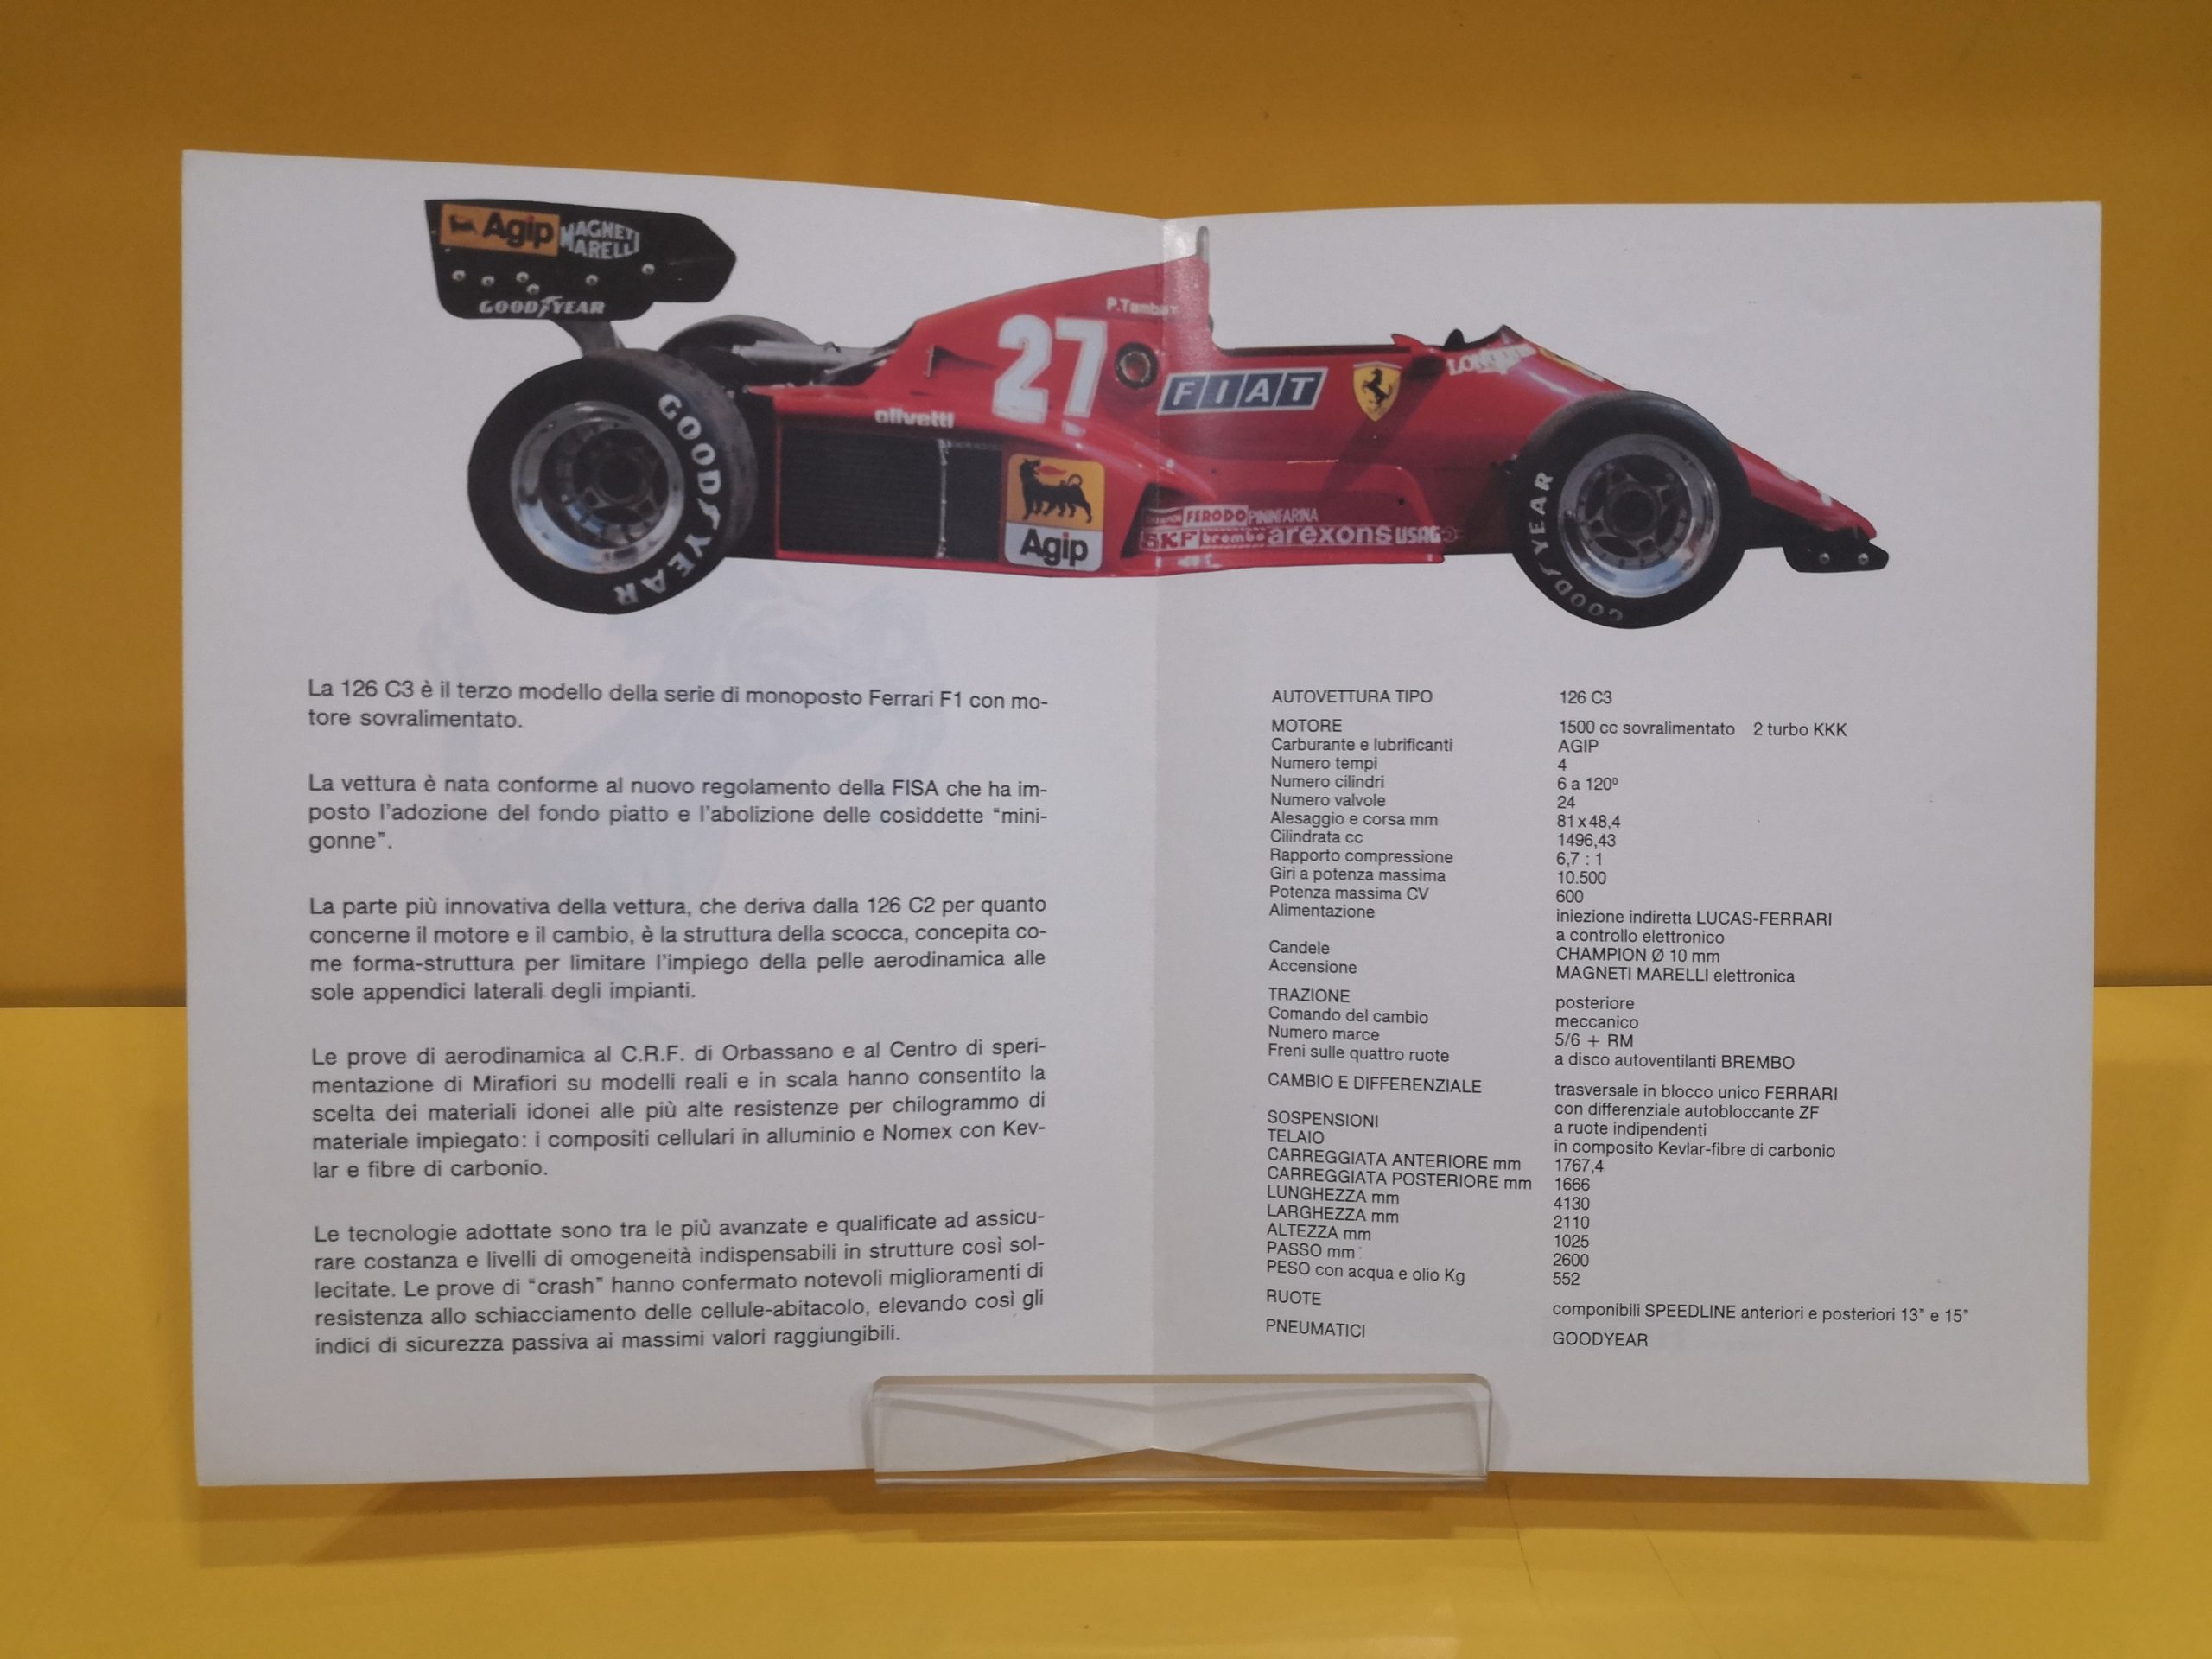 Agip MAGNETI MARELLI
GOODYEAR
P.Tambay
27
FIAT
olivetti
GOODYEAR
Agip
FERODO PININFARINA
SKF brembo arexons USAG
GOODYEAR
GOOD
La 126 C3 è il terzo modello della serie di monoposto Ferrari F1 con mo-
tore sovralimentato.
La vettura è nata conforme al nuovo regolamento della FISA che ha im-
posto l'adozione del fondo piatto e l'abolizione delle cosiddette "mini-
gonne".
La parte più innovativa della vettura, che deriva dalla 126 C2 per quanto
concerne il motore e il cambio, è la struttura della scocca, concepita co-
me forma-struttura per limitare l'impiego della pelle aerodinamica alle
sole appendici laterali degli impianti.
Le prove di aerodinamica al C.R.F. di Orbassano e al Centro di speri-
mentazione di Mirafiori su modelli reali e in scala hanno consentito la
scelta dei materiali idonei alle più alte resistenze per chilogrammo di
materiale impiegato: i compositi cellulari in alluminio e Nomex con Kev-
lar e fibre di carbonio.
Le tecnologie adottate sono tra le più avanzate e qualificate ad assicu-
rare costanza e livelli di omogeneità indispensabili in strutture così sol-
lecitate. Le prove di "crash" hanno confermato notevoli miglioramenti di
resistenza allo schiacciamento delle cellule-abitacolo, elevando così gli
indici di sicurezza passiva ai massimi valori raggiungibili.
AUTOVETTURA TIPO 126 C3
MOTORE 1500 cc sovralimentato 2 turbo KKK
Carburante e lubrificanti AGIP
Numero tempi 4
Numero cilindri 6 a 120º
Numero valvole 24
Alesaggio e corsa mm 81x48,4
Cilindrata cc 1496,43
Rapporto compressione 6,7 : 1
Giri a potenza massima 10.500
Potenza massima CV 600
Alimentazione iniezione indiretta LUCAS-FERRARI
a controllo elettronico
Candele CHAMPION Ø 10 mm
Accensione MAGNETI MARELLI elettronica
TRAZIONE posteriore
Comando del cambio meccanico
Numero marce 5/6 + RM
Freni sulle quattro ruote a disco autoventilanti BREMBO
CAMBIO E DIFFERENZIALE trasversale in blocco unico FERRARI
con differenziale autobloccante ZF
SOSPENSIONI a ruote indipendenti
TELAIO in composito Kevlar-fibre di carbonio
CARREGGIATA ANTERIORE mm 1767,4
CARREGGIATA POSTERIORE mm 1666
LUNGHEZZA mm 4130
LARGHEZZA mm 2110
ALTEZZA mm 1025
PASSO mm 2600
PESO con acqua e olio Kg 552
RUOTE componibili SPEEDLINE anteriori e posteriori 13" e 15"
PNEUMATICI GOODYEAR